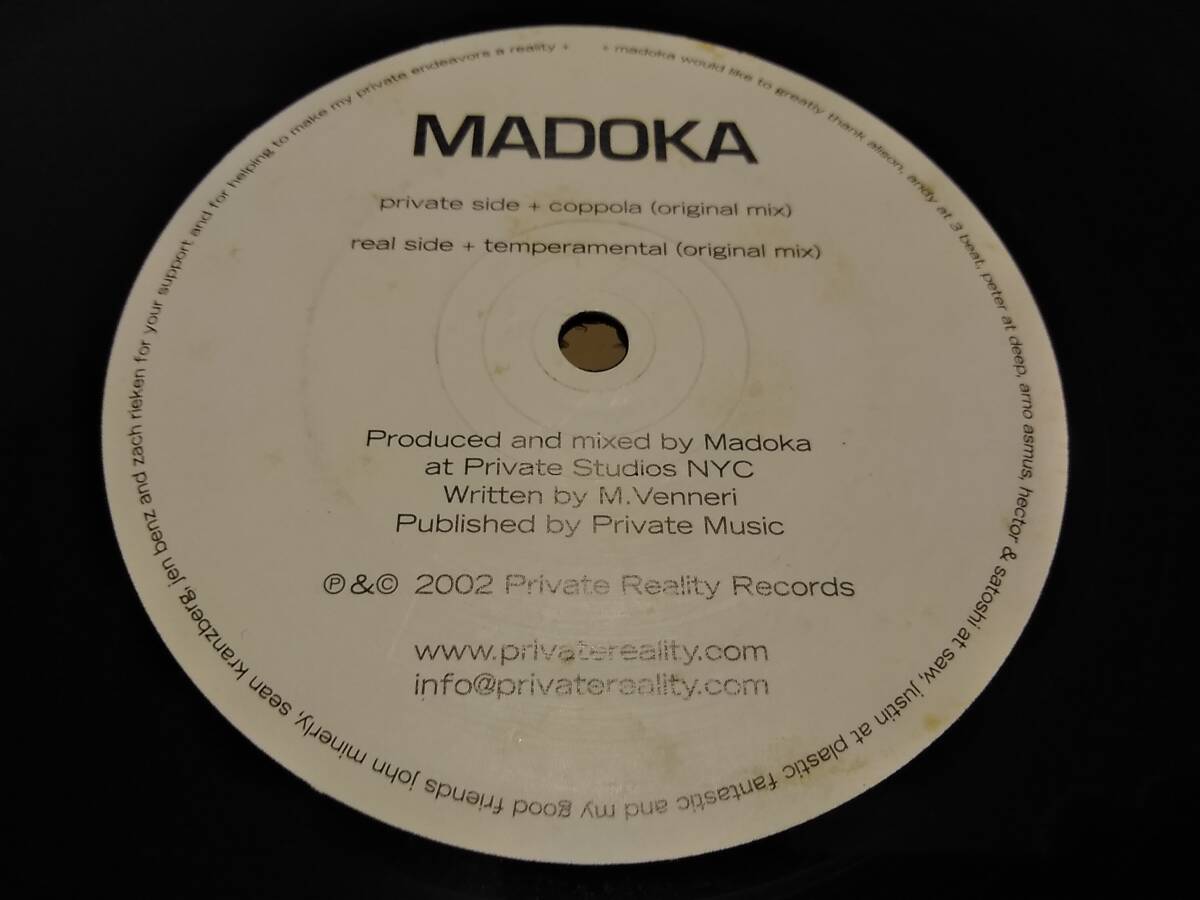 MADOKA
private side + coppola (original mix)
real side + temperamental (original mix)
Produced and mixed by Madoka
at Private Studios NYC
Written by M.Venneri
Published by Private Music
℗&© 2002 Private Reality Records
www.privatereality.com
info@privatereality.com
+ madoka would like to greatly thank alison, andy at 3 beat, peter at deep, arno asmus, hector & satoshi at saw, justin at plastic fantastic and my good friends john minerly, sean kranzberg, jen benz and zach rieken for your support and for helping to make my private endeavors a reality +